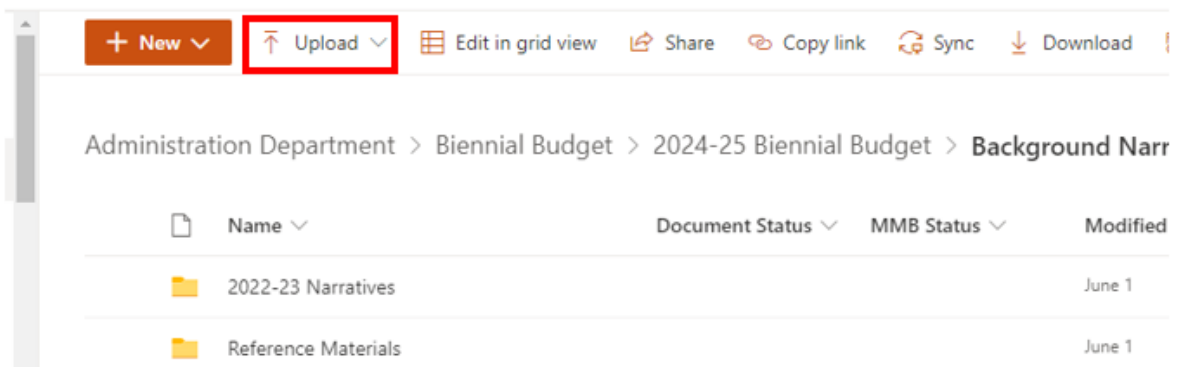 New Upload Edit in grid view Share Copy link Sync Download
Administration Department > Biennial Budget > 2024-25 Biennial Budget > Background Narr
Name Document Status MMB Status Modified
2022-23 Narratives June 1
Reference Materials June 1